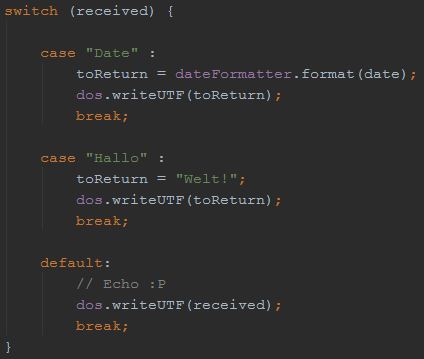 switch (received) {
case "Date" :
toReturn = dateFormatter.format(date);
dos.writeUTF(toReturn);
break;
case "Hallo" :
toReturn = "Welt!";
dos.writeUTF(toReturn);
break;
default:
// Echo :P
dos.writeUTF(received);
break;
}